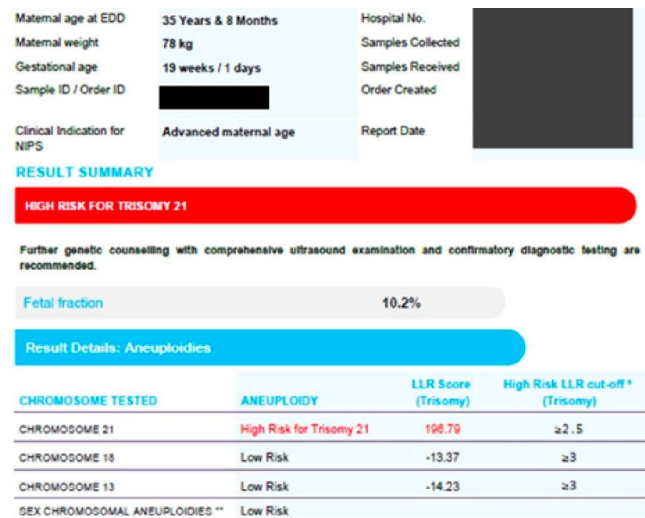 Maternal age at EDD 35 Years & 8 Months Hospital No.
Maternal weight 78 kg Samples Collected
Gestational age 19 weeks / 1 days Samples Received
Sample ID / Order ID Order Created
Clinical Indication for NIPS Advanced maternal age Report Date
RESULT SUMMARY
HIGH RISK FOR TRISOMY 21
Further genetic counselling with comprehensive ultrasound examination and confirmatory diagnostic testing are
recommended.
Fetal fraction 10.2%
Result Details: Aneuploidies
CHROMOSOME TESTED ANEUPLOIDY LLR Score (Trisomy) High Risk LLR cut-off * (Trisomy)
CHROMOSOME 21 High Risk for Trisomy 21 196.79 ≥2.5
CHROMOSOME 18 Low Risk -13.37 ≥3
CHROMOSOME 13 Low Risk -14.23 ≥3
SEX CHROMOSOMAL ANEUPLOIDIES ** Low Risk